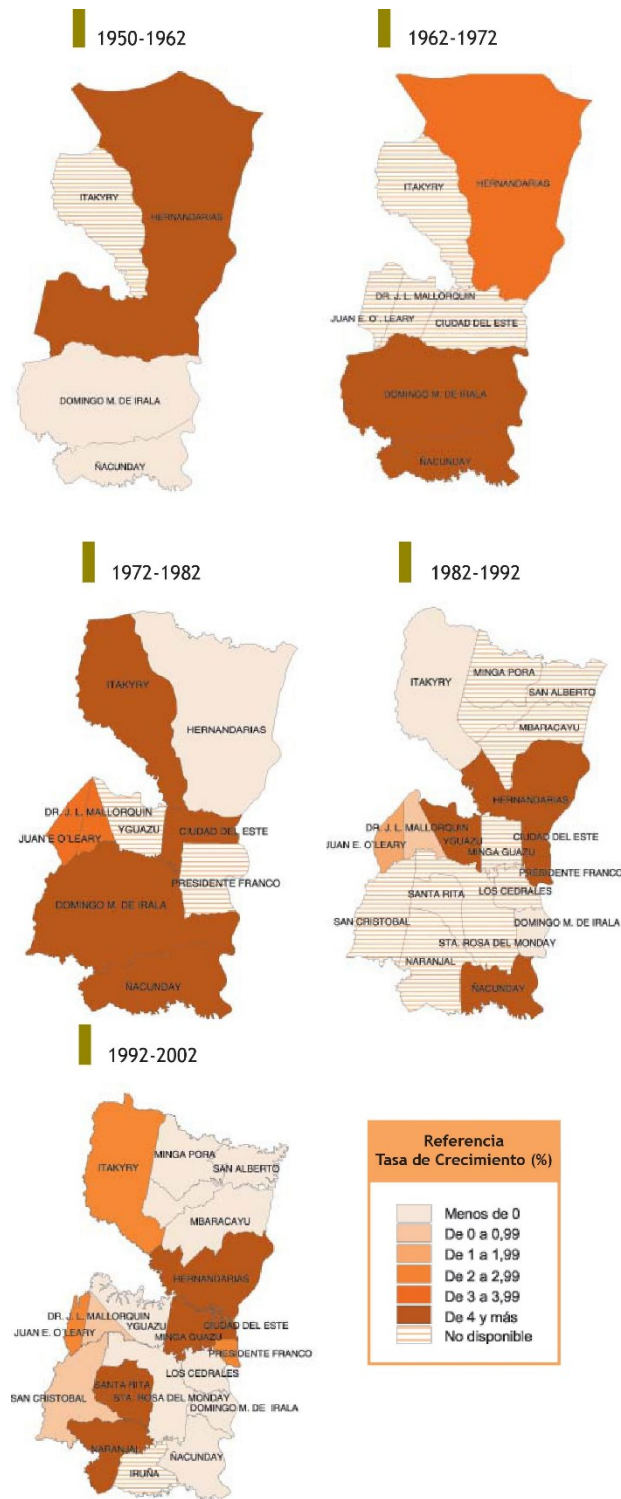 1950-1962
ITAKYRY
HERNANDARIAS
DOMINGO M. DE IRALA
ÑACUNDAY
1962-1972
ITAKYRY
HERNANDARIAS
DR. J. L. MALLORQUIN
JUAN E. O'. LEARY
CIUDAD DEL ESTE
DOMINGO M. DE IRALA
ÑACUNDAY
1972-1982
ITAKYRY
HERNANDARIAS
DR. J. L. MALLORQUIN
JUAN E O'LEARY
YGUAZU
CIUDAD DEL ESTE
PRESIDENTE FRANCO
DOMINGO M. DE IRALA
ÑACUNDAY
1982-1992
ITAKYRY
MINGA PORA
SAN ALBERTO
MBARACAYU
HERNANDARIAS
DR. J. L. MALLORQUIN
JUAN E. O'LEARY
YGUAZU
CIUDAD DEL ESTE
MINGA GUAZU
PRESIDENTE FRANCO
LOS CEDRALES
SANTA RITA
SAN CRISTOBAL
DOMINGO M. DE IRALA
STA. ROSA DEL MONDAY
NARANJAL
ÑACUNDAY
1992-2002
ITAKYRY
MINGA PORA
SAN ALBERTO
MBARACAYU
HERNANDARIAS
DR. J. L. MALLORQUIN
JUAN E. O'LEARY
YGUAZU
CIUDAD DEL ESTE
MINGA GUAZU
PRESIDENTE FRANCO
LOS CEDRALES
SANTA RITA
SAN CRISTOBAL
STA. ROSA DEL MONDAY
DOMINGO M. DE IRALA
NARANJAL
ÑACUNDAY
IRUÑA
Referencia
Tasa de Crecimiento (%)
Menos de 0
De 0 a 0,99
De 1 a 1,99
De 2 a 2,99
De 3 a 3,99
De 4 y más
No disponible